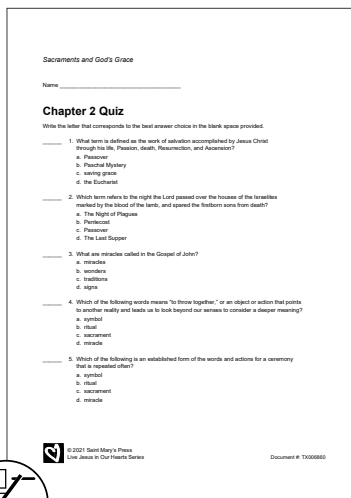 Sacraments and God's Grace
Name
Chapter 2 Quiz
Write the letter that corresponds to the best answer choice in the blank space provided.
1. What term is defined as the work of salvation accomplished by Jesus Christ
through his life, Passion, death, Resurrection, and Ascension?
a. Passover
b. Paschal Mystery
c. saving grace
d. the Eucharist
2. Which term refers to the night the Lord passed over the houses of the Israelites
marked by the blood of the lamb, and spared the firstborn sons from death?
a. The Night of Plagues
b. Pentecost
c. Passover
d. The Last Supper
3. What are miracles called in the Gospel of John?
a. miracles
b. wonders
c. traditions
d. signs
4. Which of the following words means "to throw together," or an object or action that points
to another reality and leads us to look beyond our senses to consider a deeper meaning?
a. symbol
b. ritual
c. sacrament
d. miracle
5. Which of the following is an established form of the words and actions for a ceremony
that is repeated often?
a. symbol
b. ritual
c. sacrament
d. miracle
© 2021 Saint Mary's Press
Live Jesus in Our Hearts Series
Document #: TX006860